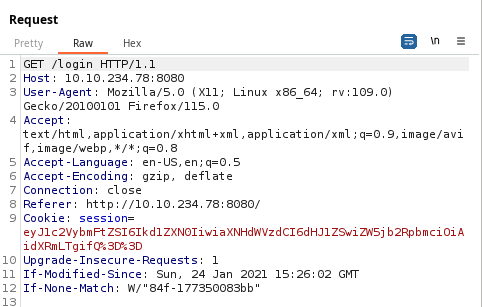 Request
Pretty Raw Hex \n
1 GET /login HTTP/1.1
2 Host: 10.10.234.78:8080
3 User-Agent: Mozilla/5.0 (X11; Linux x86_64; rv:109.0)
Gecko/20100101 Firefox/115.0
4 Accept:
text/html,application/xhtml+xml,application/xml;q=0.9,image/avi
f,image/webp,*/*;q=0.8
5 Accept-Language: en-US,en;q=0.5
6 Accept-Encoding: gzip, deflate
7 Connection: close
8 Referer: http://10.10.234.78:8080/
9 Cookie: session=
eyJ1c2VybmFtZSI6Ikd1ZXN0IiwiaXNHdWVzdCI6dHJ1ZSwiZW5jb2RpbmciOiA
idXRmLTgifQ%3D%3D
10 Upgrade-Insecure-Requests: 1
11 If-Modified-Since: Sun, 24 Jan 2021 15:26:02 GMT
12 If-None-Match: W/"84f-177350083bb"
13